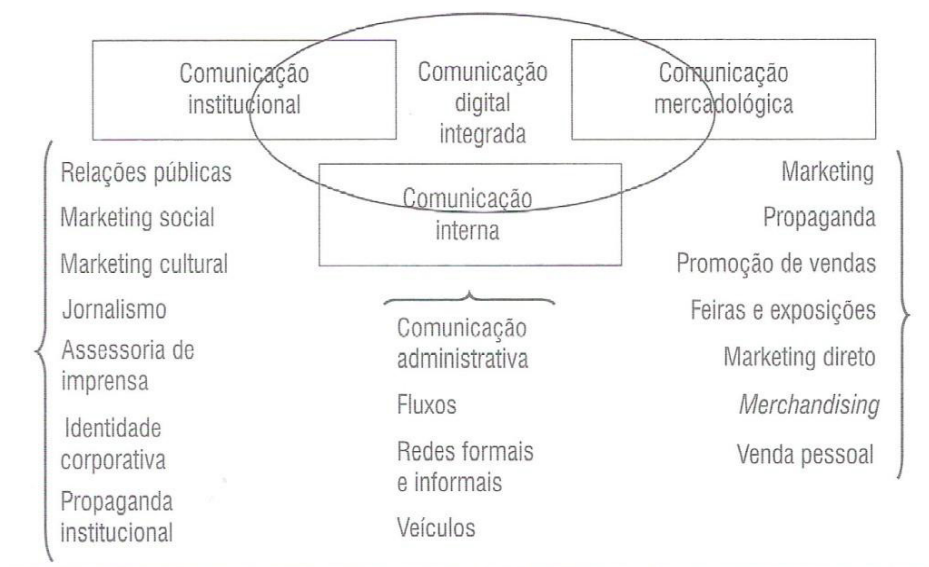 Comunicação
institucional
Comunicação
digital
integrada
Comunicação
mercadológica
Comunicação
interna
Relações públicas
Marketing social
Marketing cultural
Jornalismo
Assessoria de
imprensa
Identidade
corporativa
Propaganda
institucional
Comunicação
administrativa
Fluxos
Redes formais
e informais
Veículos
Marketing
Propaganda
Promoção de vendas
Feiras e exposições
Marketing direto
Merchandising
Venda pessoal